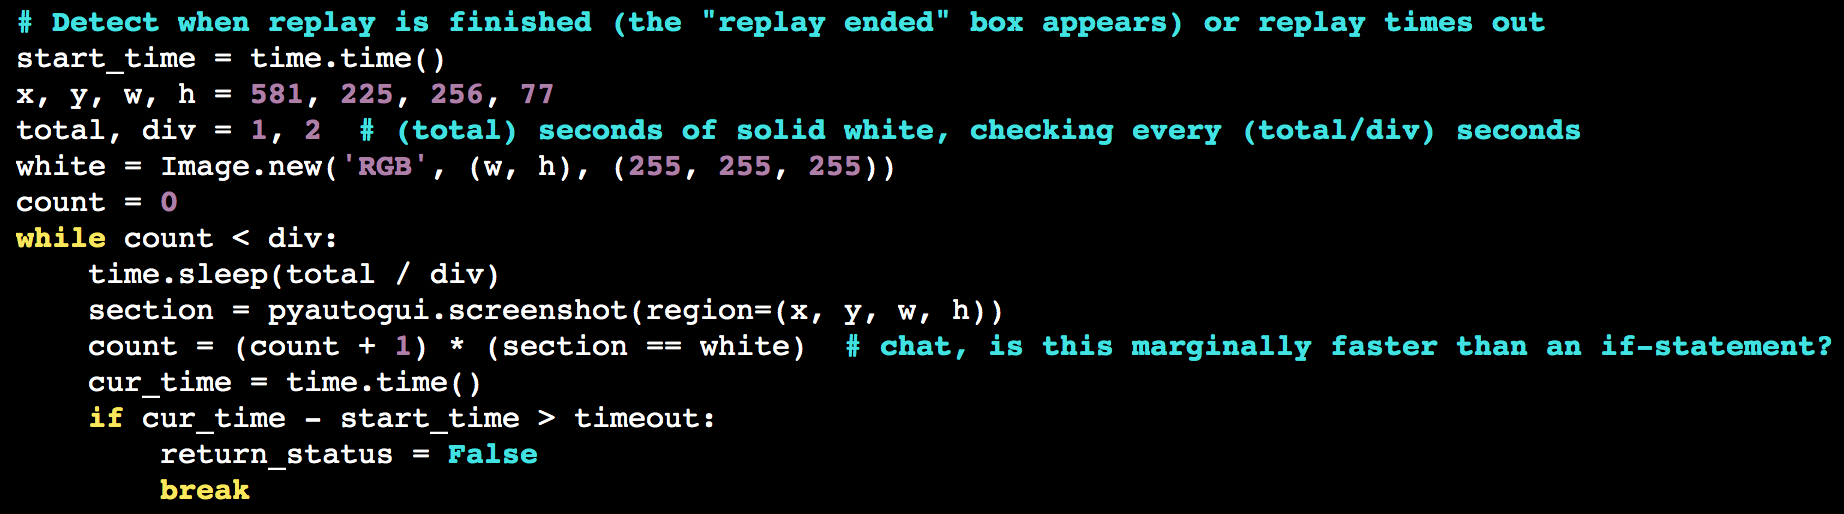 # Detect when replay is finished (the "replay ended" box appears) or replay times out
start_time = time.time()
x, y, w, h = 581, 225, 256, 77
total, div = 1, 2  # (total) seconds of solid white, checking every (total/div) seconds
white = Image.new('RGB', (w, h), (255, 255, 255))
count = 0
while count < div:
    time.sleep(total / div)
    section = pyautogui.screenshot(region=(x, y, w, h))
    count = (count + 1) * (section == white)  # chat, is this marginally faster than an if-statement?
    cur_time = time.time()
    if cur_time - start_time > timeout:
        return_status = False
        break